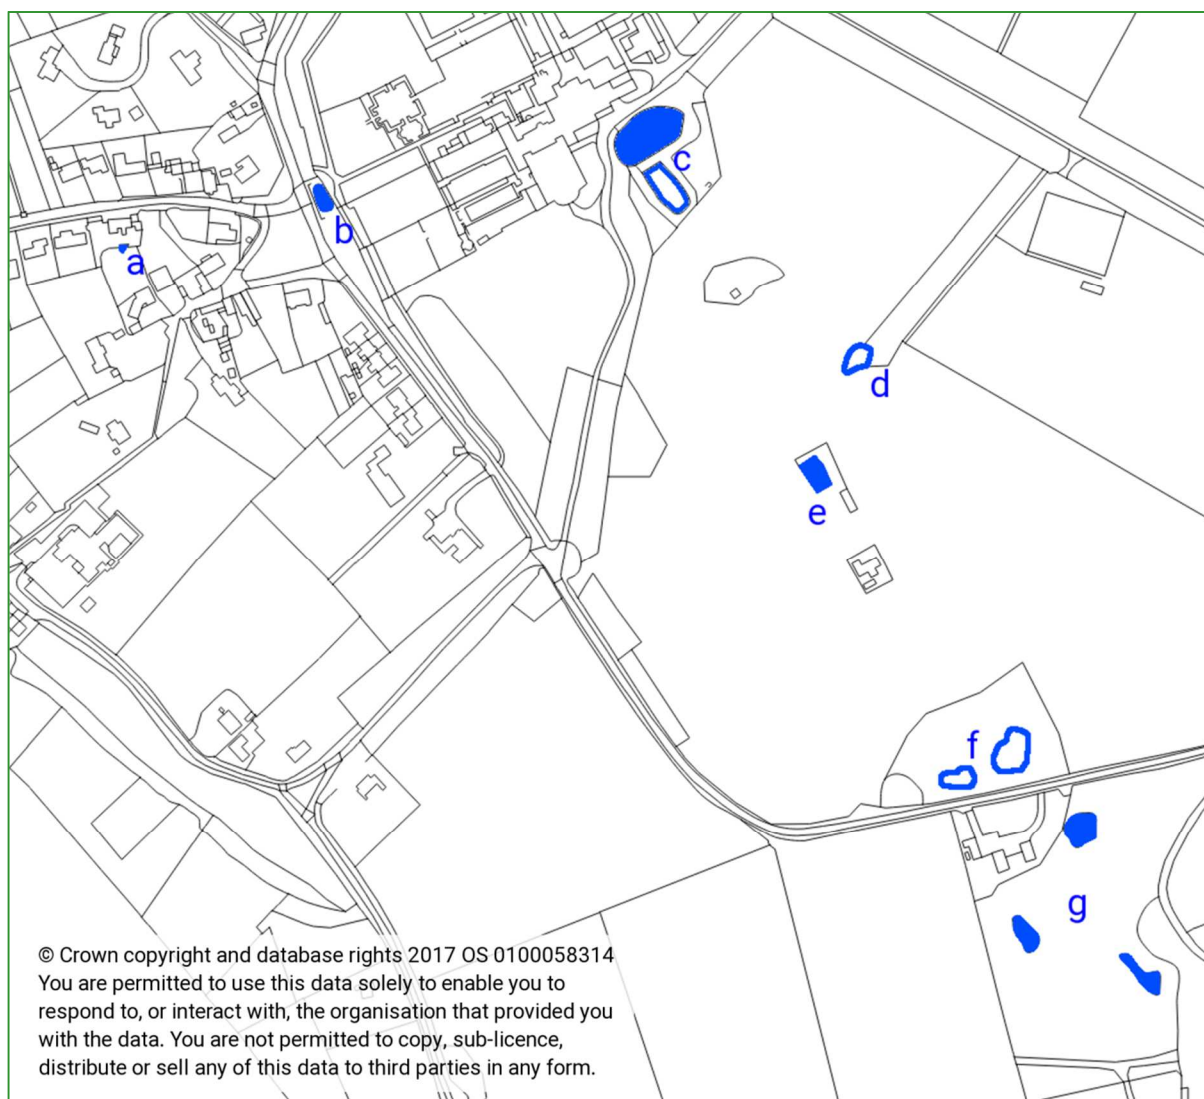 c
b
a
d
e
f
g
© Crown copyright and database rights 2017 OS 0100058314
You are permitted to use this data solely to enable you to
respond to, or interact with, the organisation that provided you
with the data. You are not permitted to copy, sub-licence,
distribute or sell any of this data to third parties in any form.